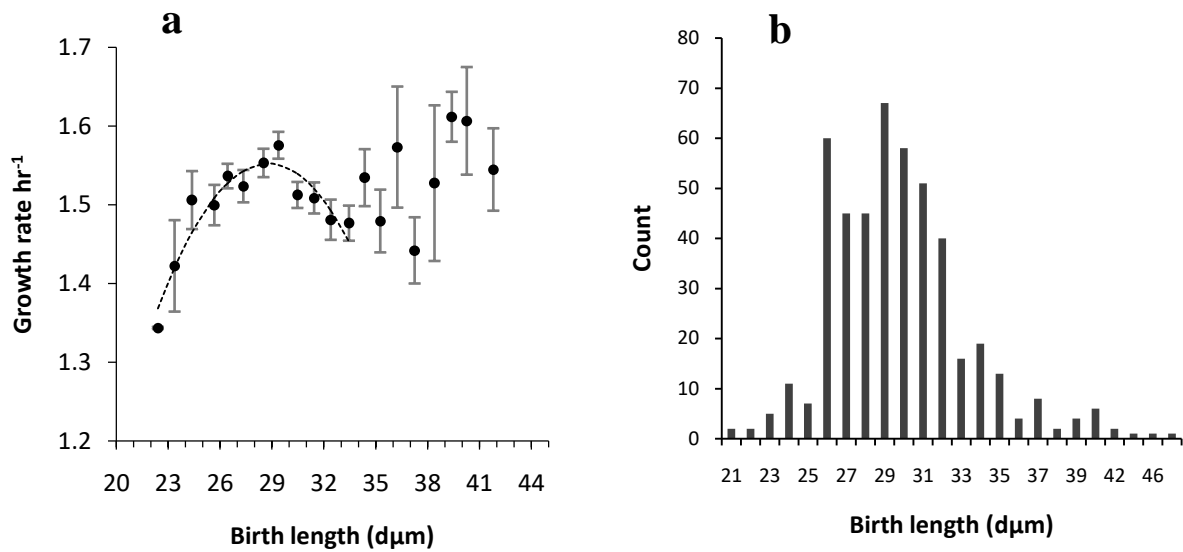 a
1.7
1.6
1.5
1.4
1.3
1.2
Growth rate hr⁻¹
20 23 26 29 32 35 38 41 44
Birth length (dµm)
b
80
70
60
50
40
30
20
10
0
Count
21 23 25 27 29 31 33 35 37 39 42 46
Birth length (dµm)